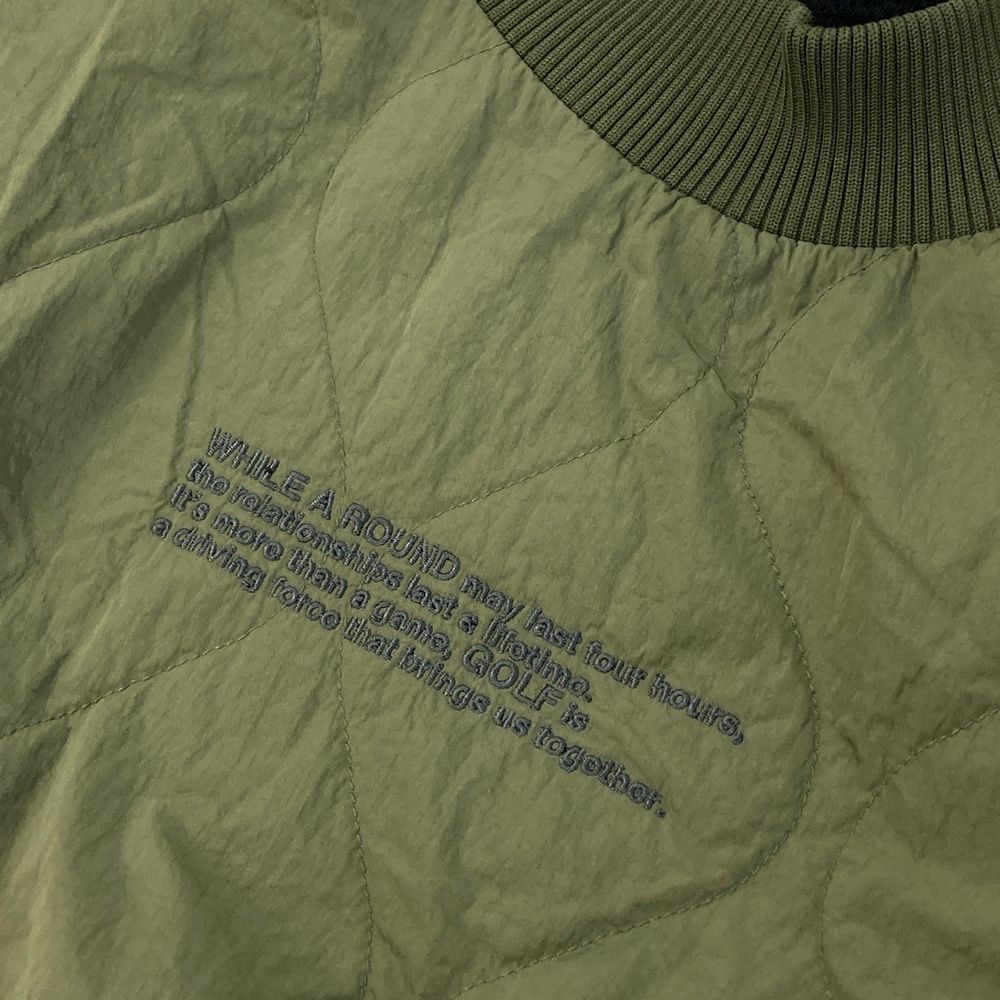 WHILE A ROUND may last four hours,
the relationships last a lifetime.
It's more than a game, GOLF is
a driving force that brings us together.